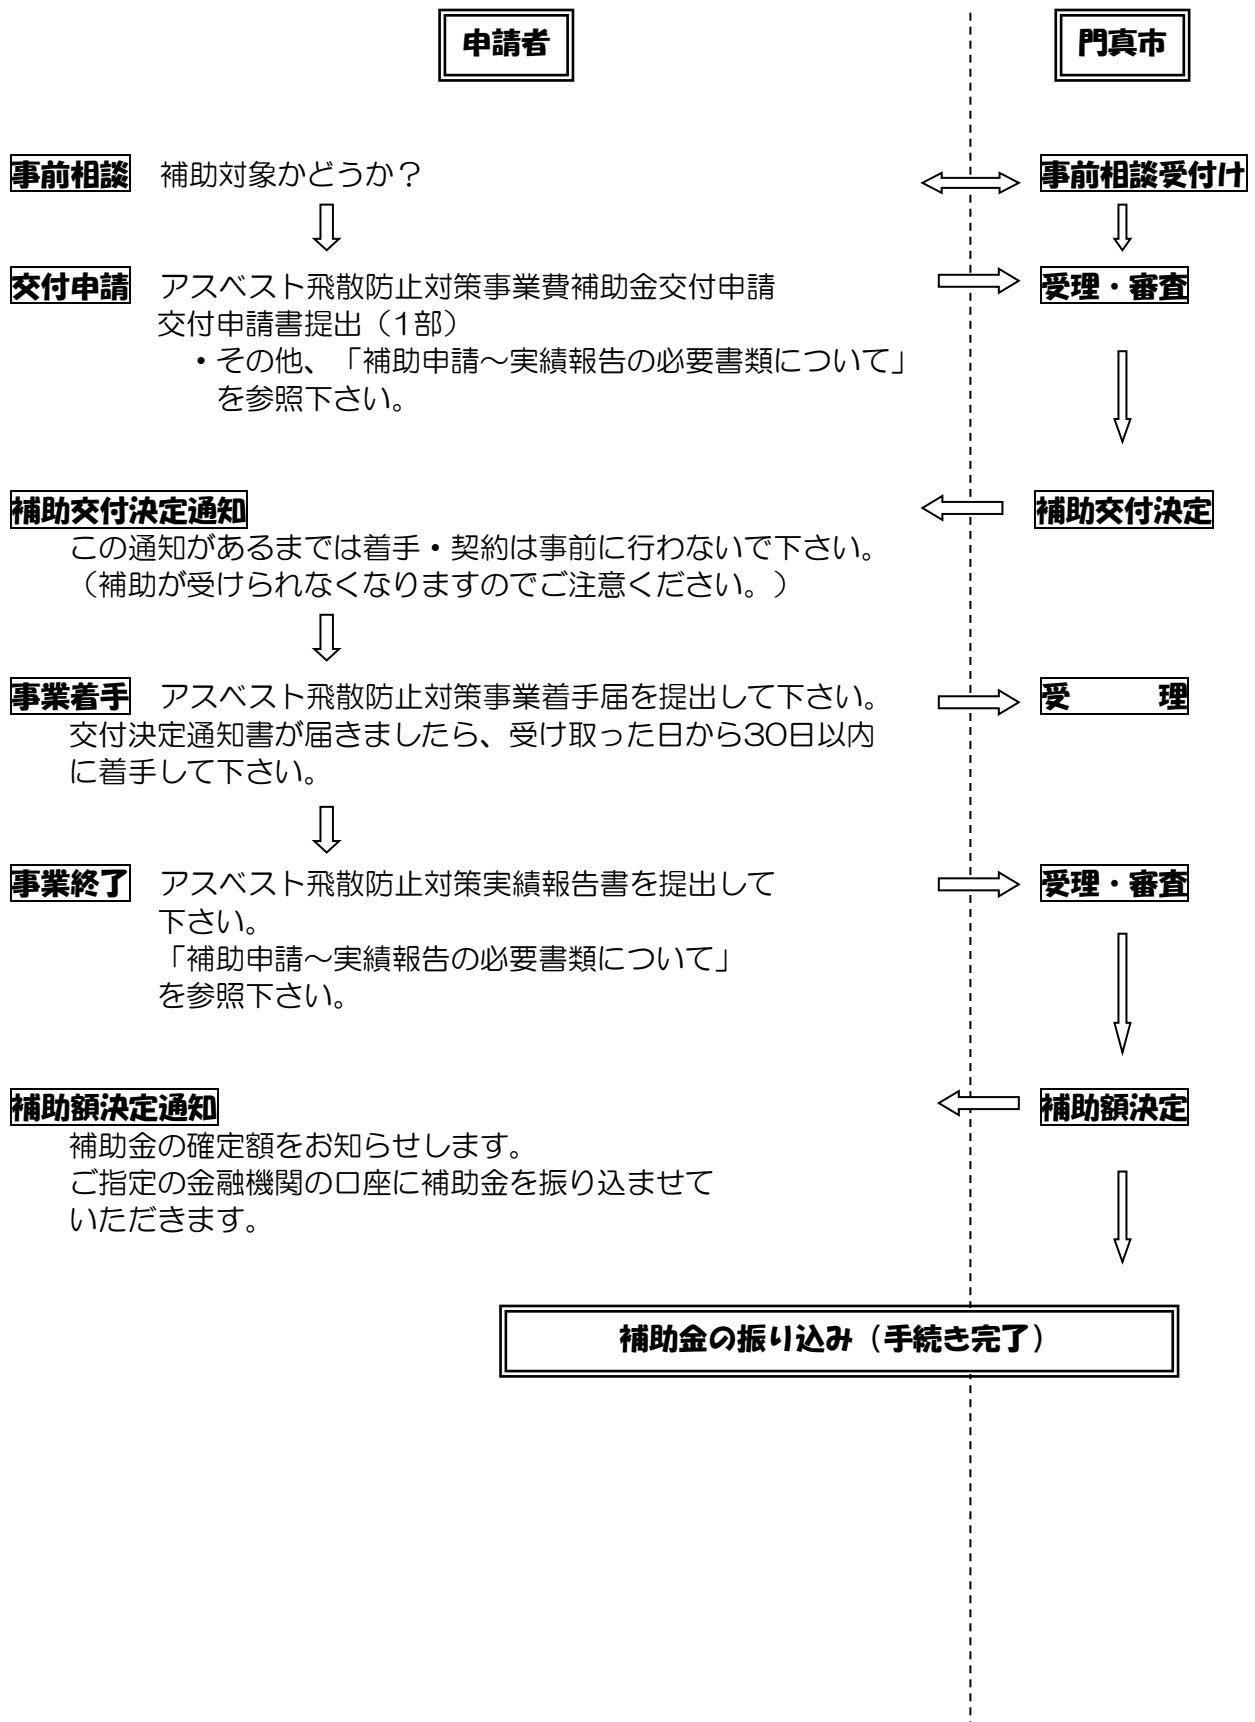 申請者
門真市
事前相談 補助対象かどうか？
事前相談受付け
交付申請 アスベスト飛散防止対策事業費補助金交付申請
受理・審査
交付申請書提出（1部）
・その他、「補助申請～実績報告の必要書類について」
を参照下さい。
補助交付決定通知
補助交付決定
この通知があるまでは着手・契約は事前に行わないで下さい。
（補助が受けられなくなりますのでご注意ください。）
事業着手 アスベスト飛散防止対策事業着手届を提出して下さい。
受　　　理
交付決定通知書が届きましたら、受け取った日から30日以内
に着手して下さい。
事業終了 アスベスト飛散防止対策実績報告書を提出して
受理・審査
下さい。
「補助申請～実績報告の必要書類について」
を参照下さい。
補助額決定通知
補助額決定
補助金の確定額をお知らせします。
ご指定の金融機関の口座に補助金を振り込ませて
いただきます。
補助金の振り込み（手続き完了）